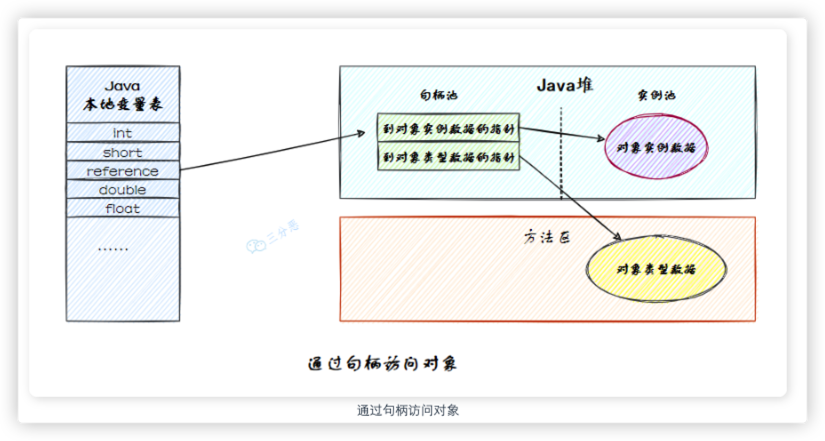 Java
本地变量表
int
short
reference
double
float
......
Java堆
句柄池
实例池
到对象实例数据的指针
到对象类型数据的指针
对象实例数据
三分恶
方法区
对象类型数据
通过句柄访问对象
通过句柄访问对象